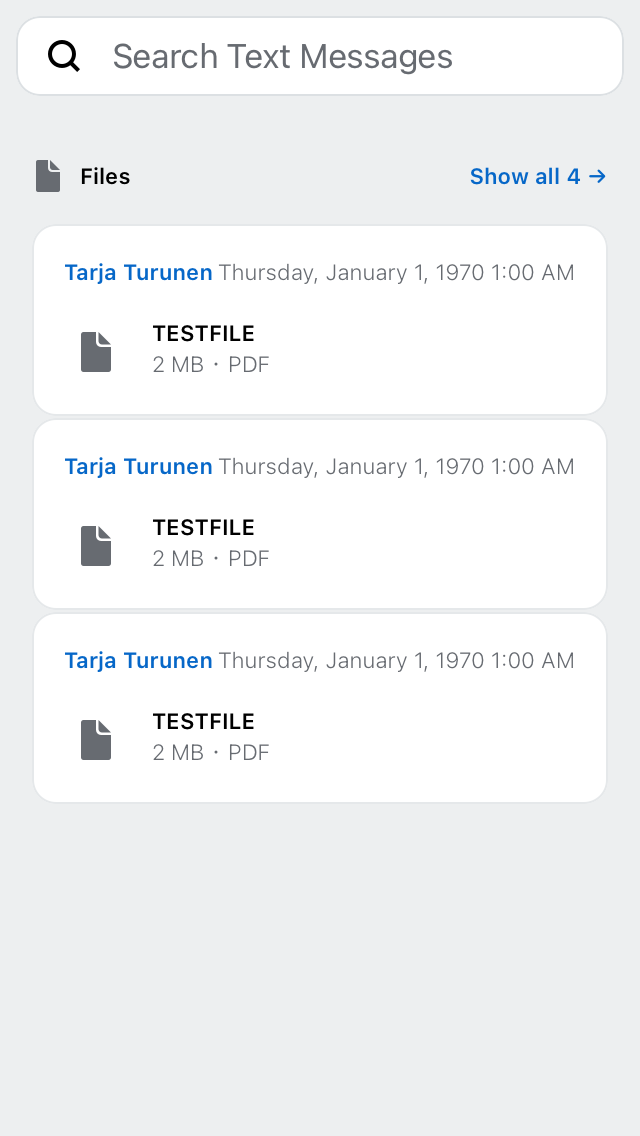 Search Text Messages
Files
Show all 4 →
Tarja Turunen Thursday, January 1, 1970 1:00 AM
TESTFILE
2 MB · PDF
Tarja Turunen Thursday, January 1, 1970 1:00 AM
TESTFILE
2 MB · PDF
Tarja Turunen Thursday, January 1, 1970 1:00 AM
TESTFILE
2 MB · PDF